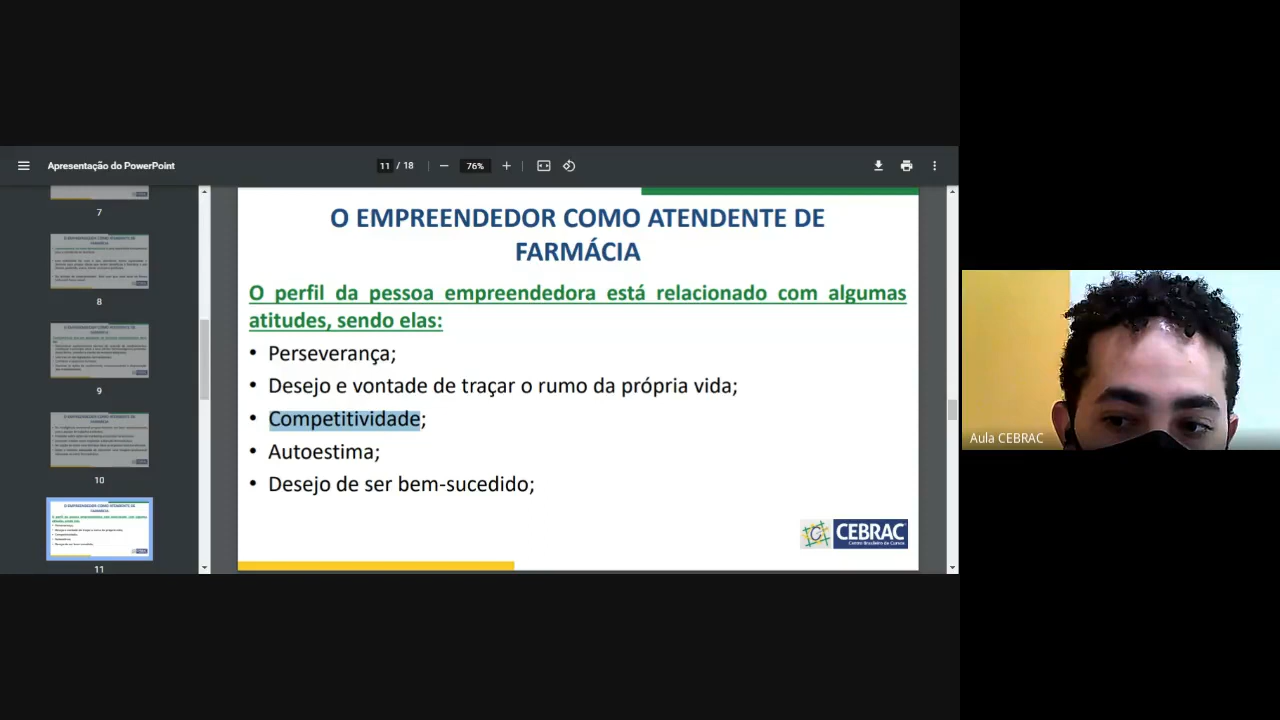 Apresentação do PowerPoint
11 / 18
76%
7
8
9
10
11
O EMPREENDEDOR COMO ATENDENTE DE
FARMÁCIA
O perfil da pessoa empreendedora está relacionado com algumas
atitudes, sendo elas:
• Perseverança;
• Desejo e vontade de traçar o rumo da própria vida;
• Competitividade;
• Autoestima;
• Desejo de ser bem-sucedido;
CEBRAC
Centro Brasileiro de Cursos
Aula CEBRAC